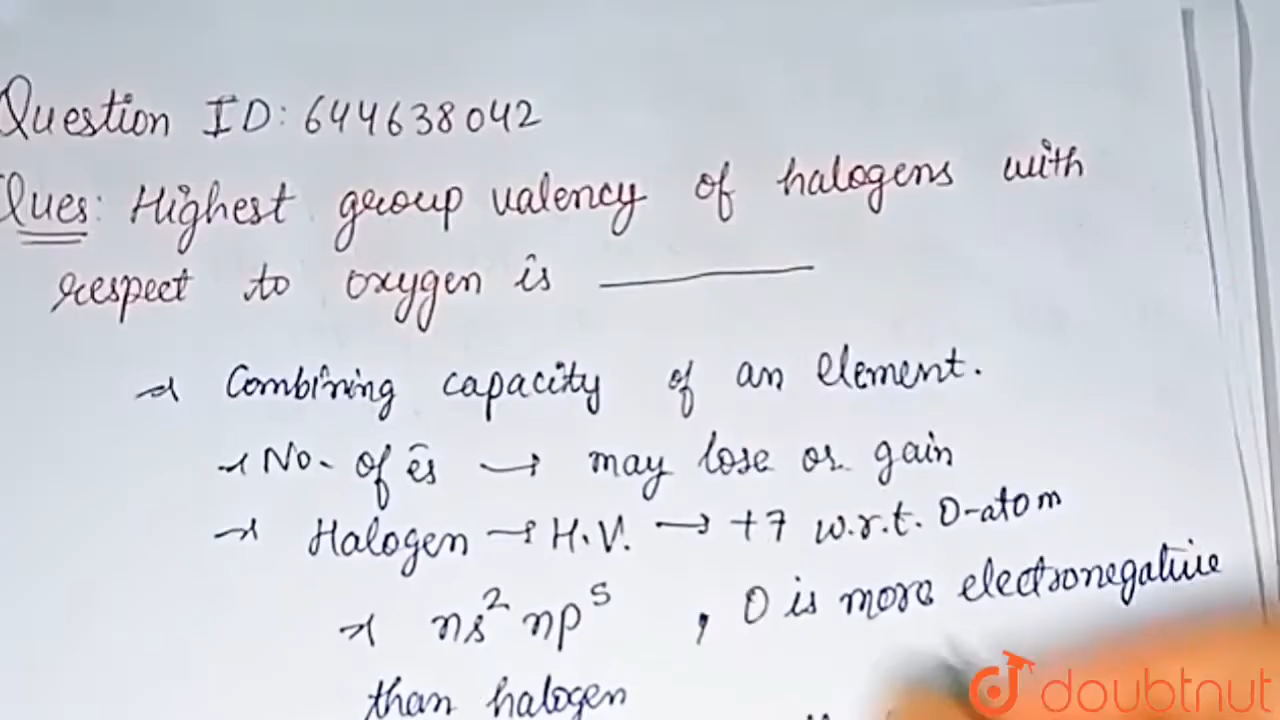 Question ID: 644638042
Ques: Highest group valency of halogens with
respect to oxygen is
→ Combining capacity of an element.
→ No. of ēs → may lose or gain
→ Halogen → H.V. → +7 w.r.t. O-atom
→ ns² np⁵ , O is more electronegative
than halogen
doubtnut